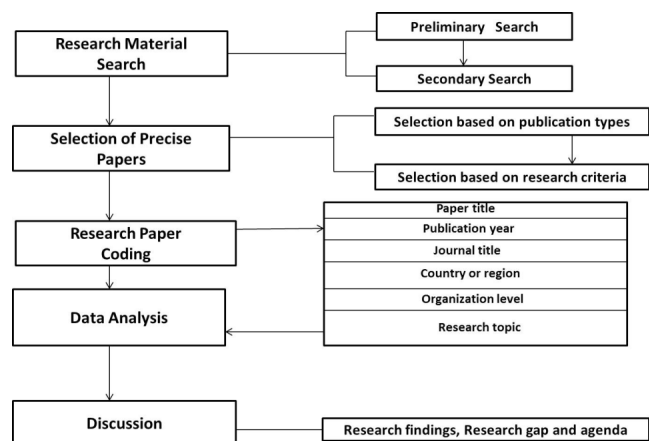 Research Material
Search
Preliminary Search
Secondary Search
Selection of Precise
Papers
Selection based on publication types
Selection based on research criteria
Research Paper
Coding
Paper title
Publication year
Journal title
Country or region
Organization level
Research topic
Data Analysis
Discussion
Research findings, Research gap and agenda